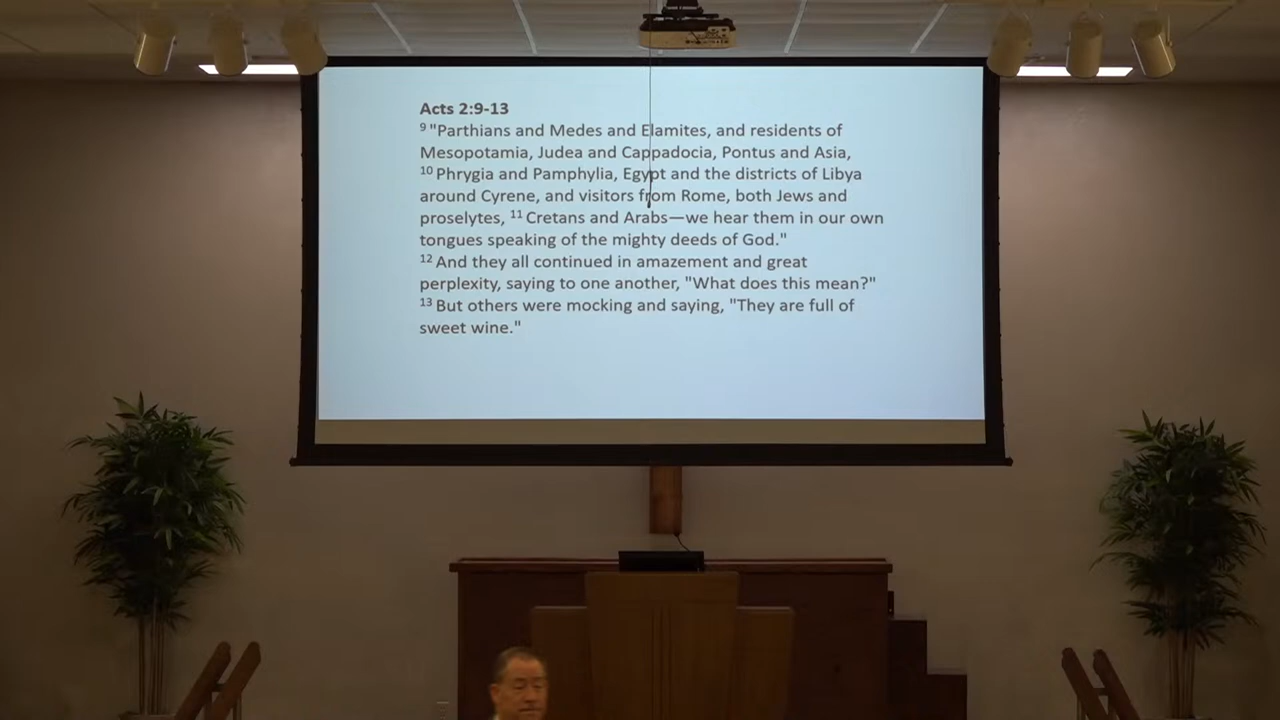 Acts 2:9-13
9 "Parthians and Medes and Elamites, and residents of
Mesopotamia, Judea and Cappadocia, Pontus and Asia,
10 Phrygia and Pamphylia, Egypt and the districts of Libya
around Cyrene, and visitors from Rome, both Jews and
proselytes, 11 Cretans and Arabs—we hear them in our own
tongues speaking of the mighty deeds of God."
12 And they all continued in amazement and great
perplexity, saying to one another, "What does this mean?"
13 But others were mocking and saying, "They are full of
sweet wine."